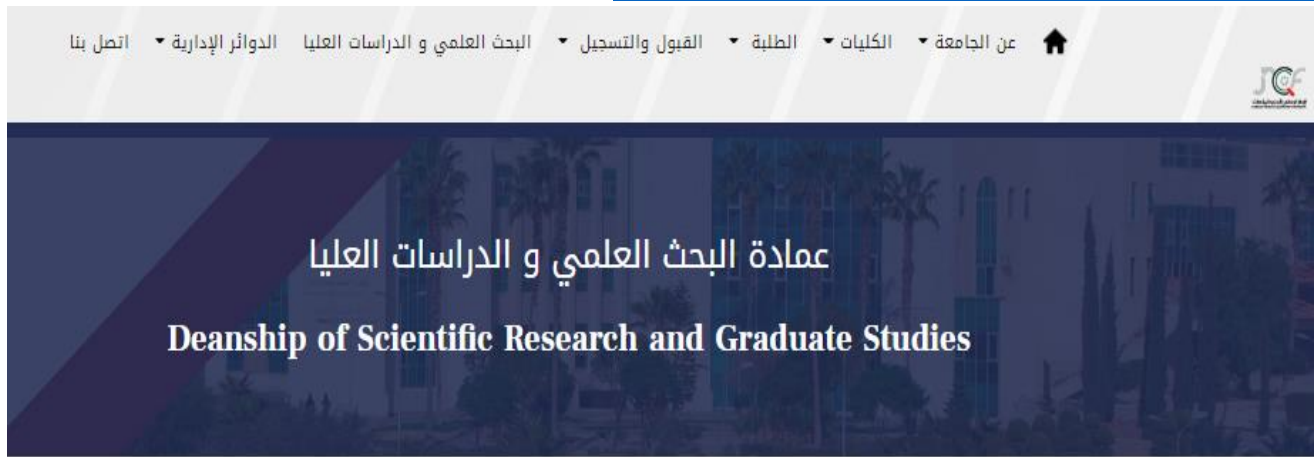 عن الجامعة الكليات الطلبة القبول والتسجيل البحث العلمي و الدراسات العليا الدوائر الإدارية اتصل بنا
عمادة البحث العلمي و الدراسات العليا
Deanship of Scientific Research and Graduate Studies